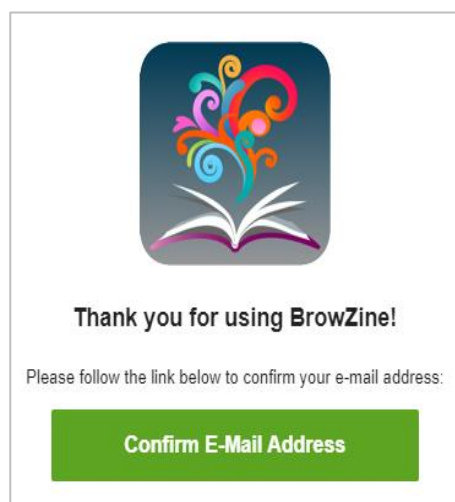 Thank you for using BrowZine!
Please follow the link below to confirm your e-mail address:
Confirm E-Mail Address